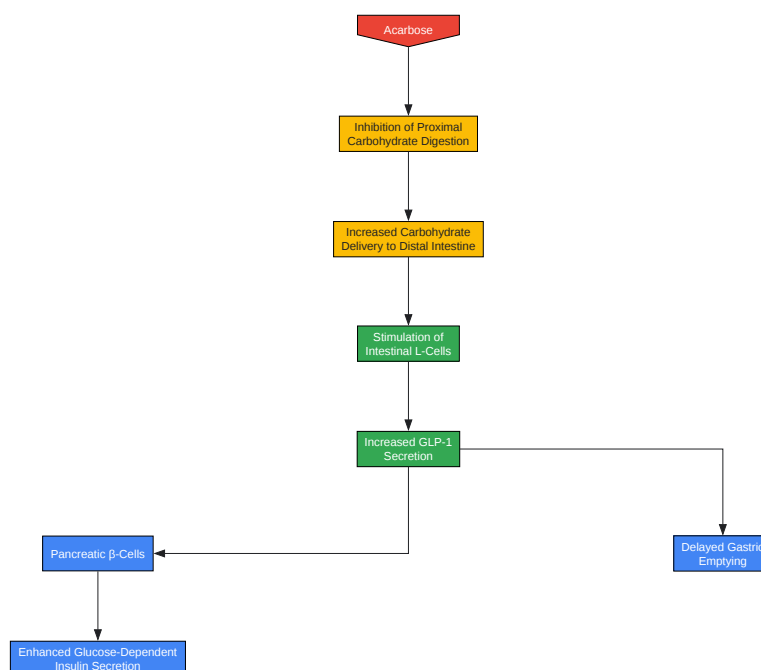 Acarbose
Inhibition of Proximal
Carbohydrate Digestion
Increased Carbohydrate
Delivery to Distal Intestine
Stimulation of
Intestinal L-Cells
Increased GLP-1
Secretion
Pancreatic β-Cells
Delayed Gastric
Emptying
Enhanced Glucose-Dependent
Insulin Secretion